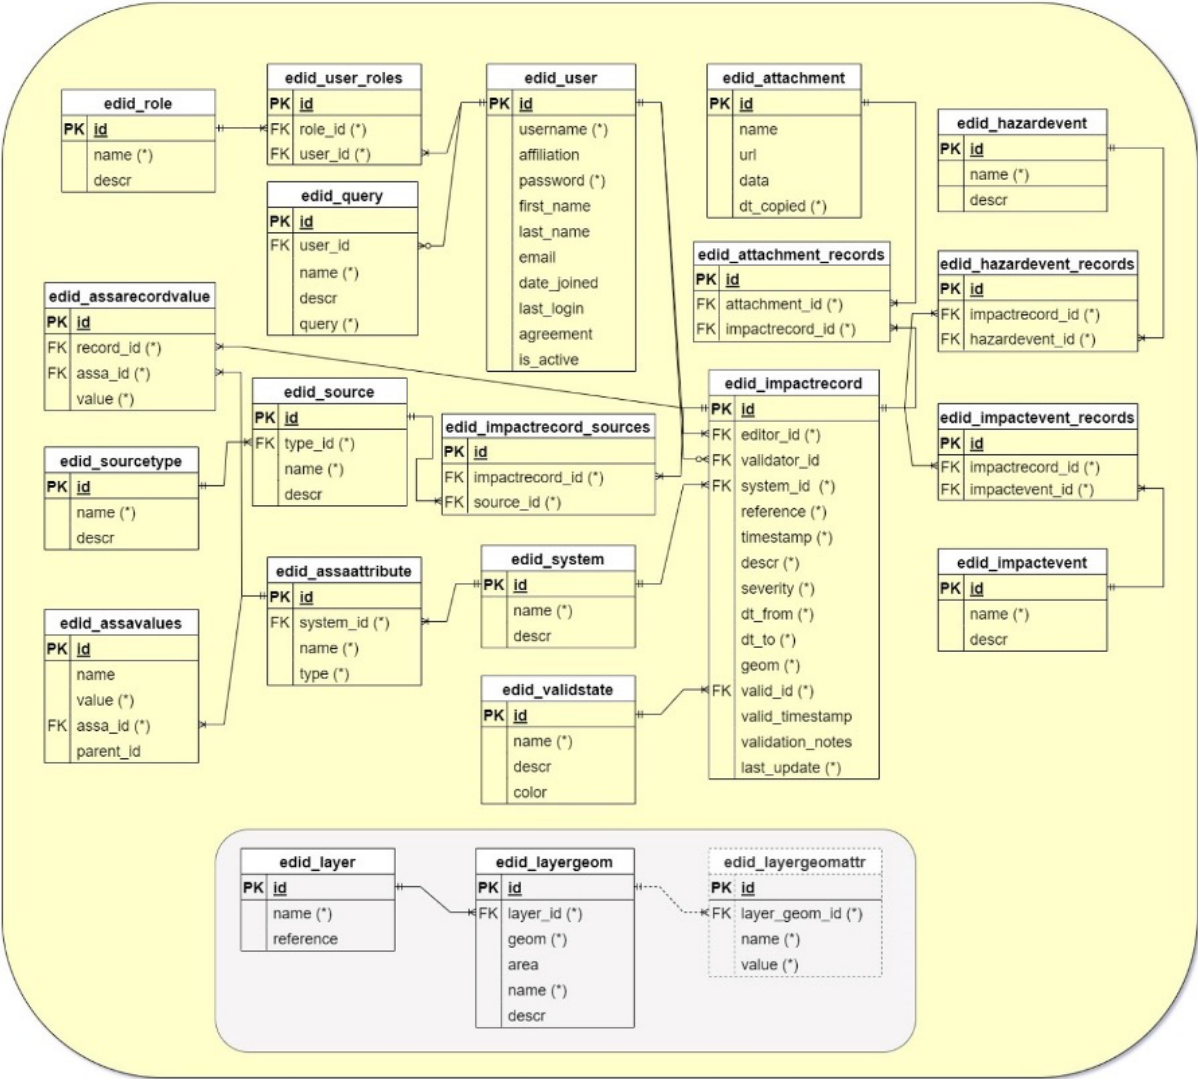 edid_role
PK id
name (*)
descr
edid_user_roles
PK id
FK role_id (*)
FK user_id (*)
edid_user
PK id
username (*)
affiliation
password (*)
first_name
last_name
email
date_joined
last_login
agreement
is_active
edid_attachment
PK id
name
url
data
dt_copied (*)
edid_hazardevent
PK id
name (*)
descr
edid_query
PK id
FK user_id
name (*)
descr
query (*)
edid_attachment_records
PK id
FK attachment_id (*)
FK impactrecord_id (*)
edid_hazardevent_records
PK id
FK impactrecord_id (*)
FK hazardevent_id (*)
edid_assarecordvalue
PK id
FK record_id (*)
FK assa_id (*)
value (*)
edid_source
PK id
FK type_id (*)
name (*)
descr
edid_impactrecord_sources
PK id
FK impactrecord_id (*)
FK source_id (*)
edid_impactrecord
PK id
FK editor_id (*)
FK validator_id
FK system_id (*)
reference (*)
timestamp (*)
descr (*)
severity (*)
dt_from (*)
dt_to (*)
geom (*)
FK valid_id (*)
valid_timestamp
validation_notes
last_update (*)
edid_impactevent_records
PK id
FK impactrecord_id (*)
FK impactevent_id (*)
edid_sourcetype
PK id
name (*)
descr
edid_assaattribute
PK id
FK system_id (*)
name (*)
type (*)
edid_system
PK id
name (*)
descr
edid_impactevent
PK id
name (*)
descr
edid_assavalues
PK id
name
value (*)
FK assa_id (*)
parent_id
edid_validstate
PK id
name (*)
descr
color
edid_layer
PK id
name (*)
reference
edid_layergeom
PK id
FK layer_id (*)
geom (*)
area
name (*)
descr
edid_layergeomattr
PK id
FK layer_geom_id (*)
name (*)
value (*)